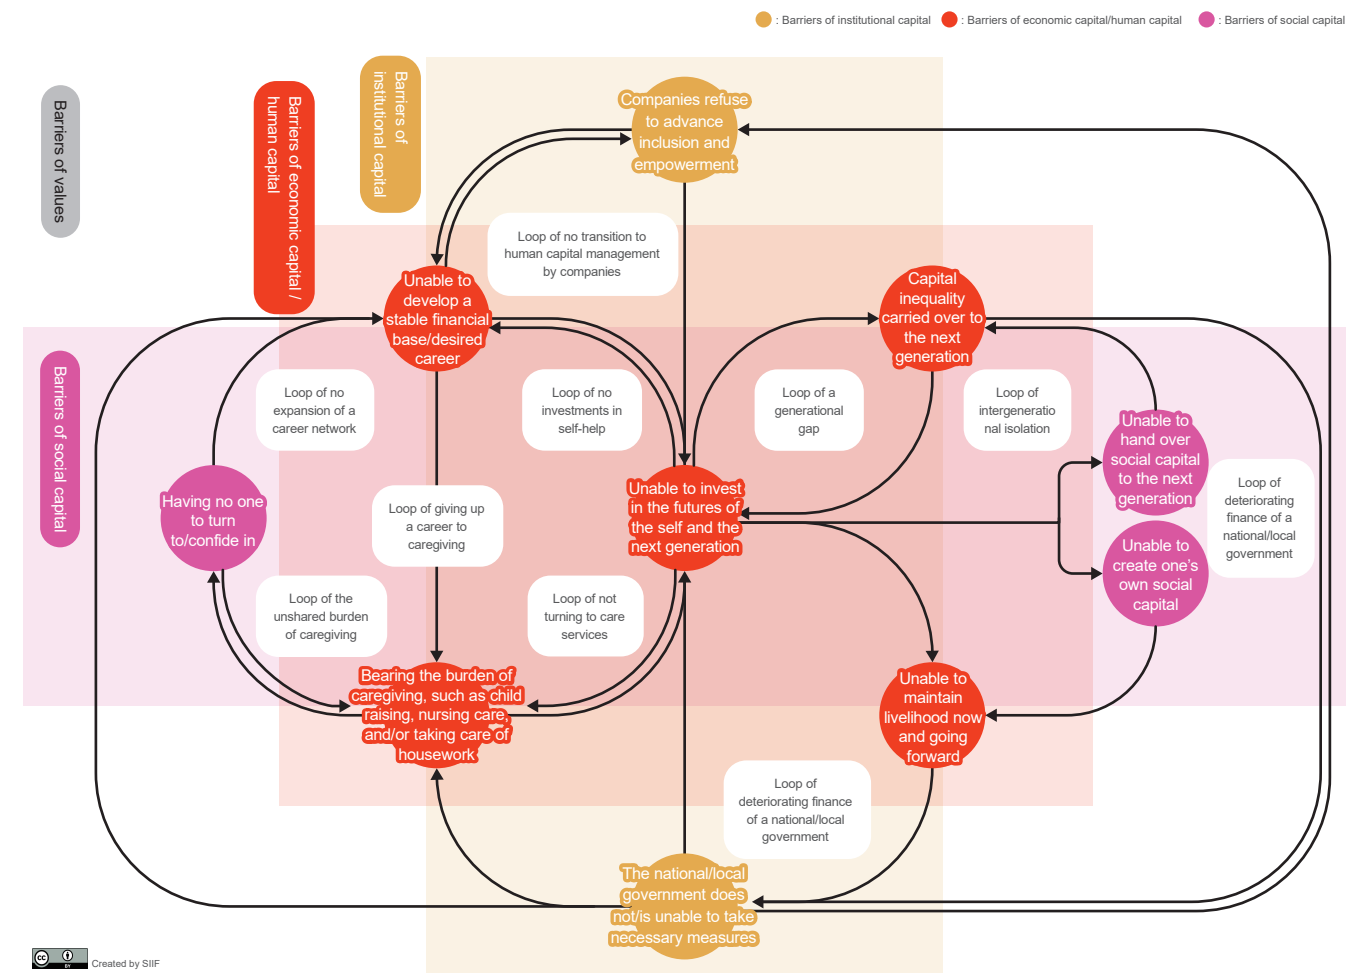 : Barriers of institutional capital
: Barriers of economic capital/human capital
: Barriers of social capital
Barriers of values
Barriers of economic capital /
human capital
Barriers of
institutional capital
Barriers of social capital
Companies refuse
to advance
inclusion and
empowerment
Loop of no transition to
human capital management
by companies
Unable to
develop a
stable financial
base/desired
career
Capital
inequality
carried over to
the next
generation
Loop of no
expansion of a
career network
Loop of no
investments in
self-help
Loop of a
generational
gap
Loop of
intergeneratio
nal isolation
Unable to
hand over
social capital
to the next
generation
Having no one
to turn
to/confide in
Loop of giving up
a career to
caregiving
Unable to invest
in the futures of
the self and the
next generation
Loop of
deteriorating
finance of a
national/local
government
Unable to
create one's
own social
capital
Loop of the
unshared burden
of caregiving
Loop of not
turning to care
services
Bearing the burden of
caregiving, such as child
raising, nursing care,
and/or taking care of
housework
Unable to
maintain
livelihood now
and going
forward
Loop of
deteriorating finance
of a national/local
government
The national/local
government does
not/is unable to take
necessary measures
cc
BY
Created by SIIF